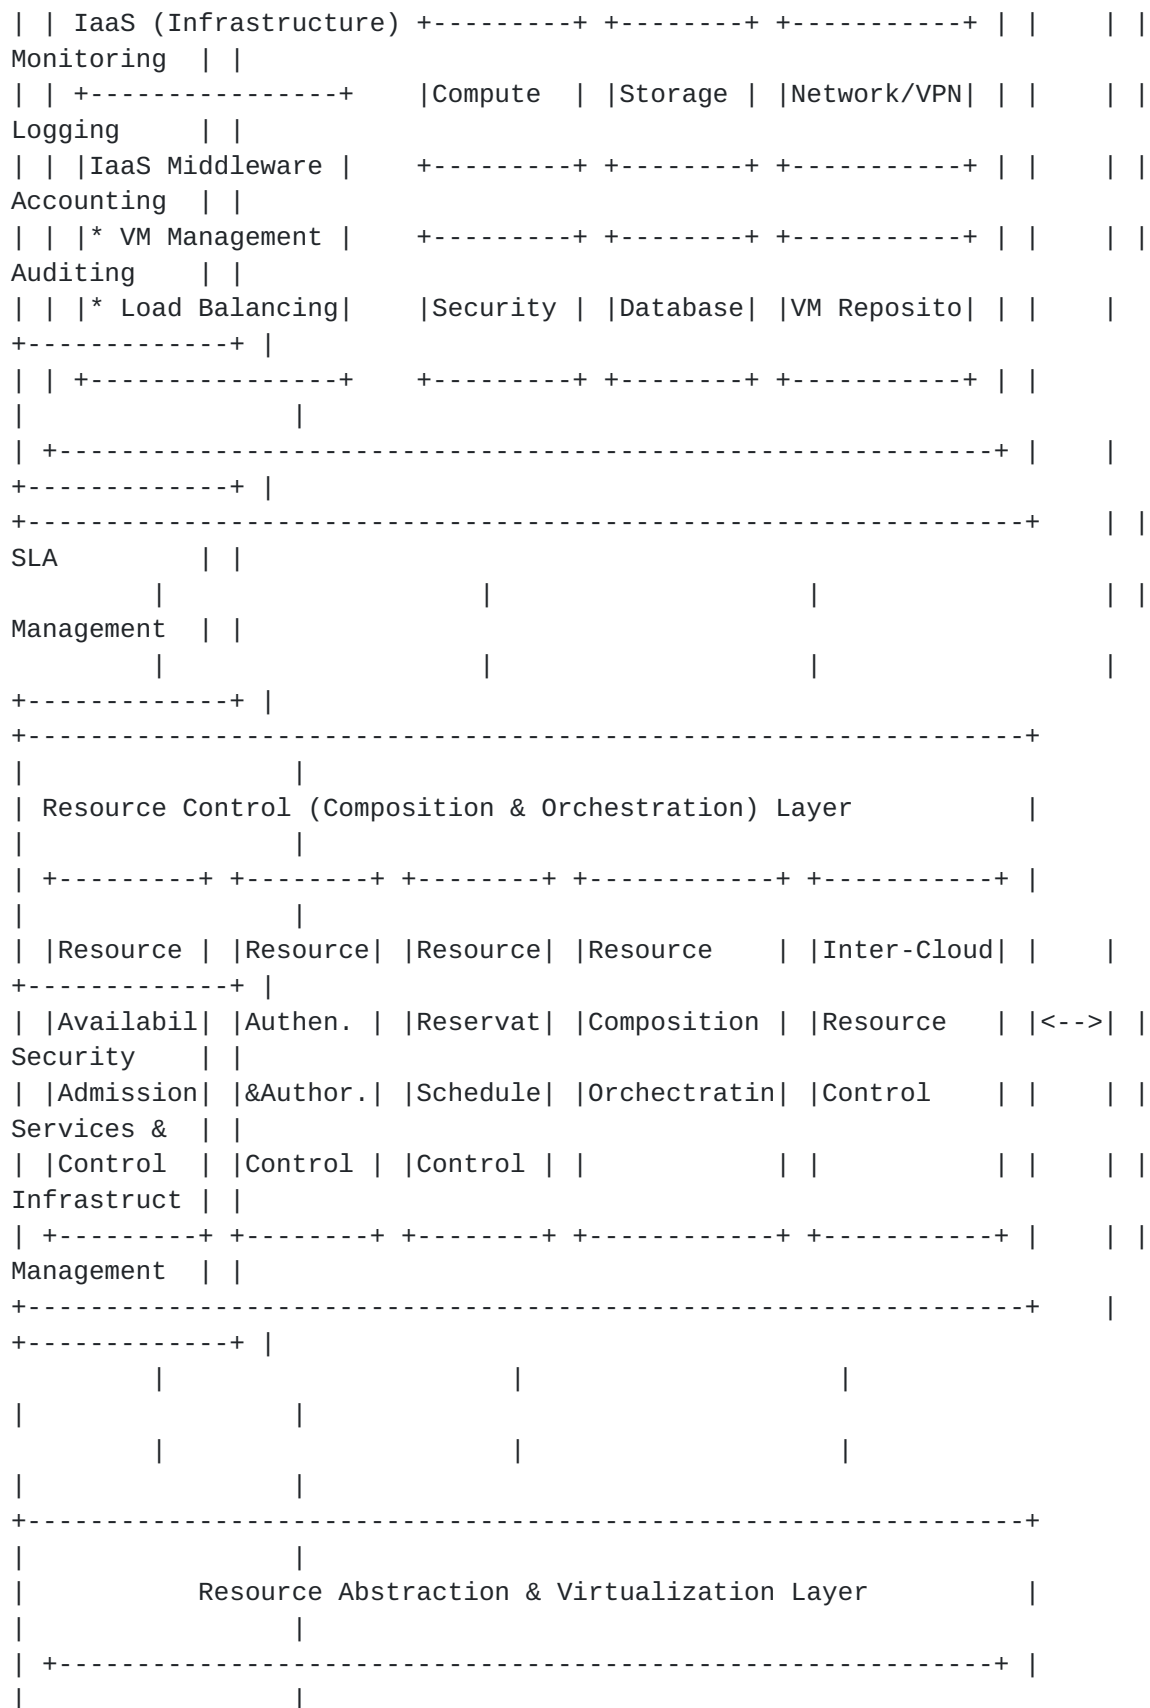 | | IaaS (Infrastructure) +---------+ +--------+ +-----------+ | |    | |
Monitoring  | |
| | +----------------+    |Compute  | |Storage | |Network/VPN| | |    | |
Logging     | |
| | |IaaS Middleware |    +---------+ +--------+ +-----------+ | |    | |
Accounting  | |
| | |* VM Management |    +---------+ +--------+ +-----------+ | |    | |
Auditing    | |
| | |* Load Balancing|    |Security | |Database| |VM Reposito| | |    |
+-------------+ |
| | +----------------+    +---------+ +--------+ +-----------+ | |
|                 |
| +------------------------------------------------------------+ |    |
+-------------+ |
+----------------------------------------------------------------+    | |
SLA         | |
         |                    |                    |                  | |
Management  | |
         |                    |                    |                  |
+-------------+ |
+----------------------------------------------------------------+
|                 |
| Resource Control (Composition & Orchestration) Layer           |
|                 |
| +---------+ +--------+ +--------+ +------------+ +-----------+ |
|                 |
| |Resource | |Resource| |Resource| |Resource    | |Inter-Cloud| |    |
+-------------+ |
| |Availabil| |Authen. | |Reservat| |Composition | |Resource   | |<-->| |
Security    | |
| |Admission| |&Author.| |Schedule| |Orchectratin| |Control    | |    | |
Services &  | |
| |Control  | |Control | |Control | |            | |           | |    | |
Infrastruct | |
| +---------+ +--------+ +--------+ +------------+ +-----------+ |    | |
Management  | |
+----------------------------------------------------------------+    |
+-------------+ |
         |                      |                    |
|                 |
         |                      |                    |
|                 |
+----------------------------------------------------------------+
|                 |
|           Resource Abstraction & Virtualization Layer          |
|                 |
| +------------------------------------------------------------+ |
|                 |